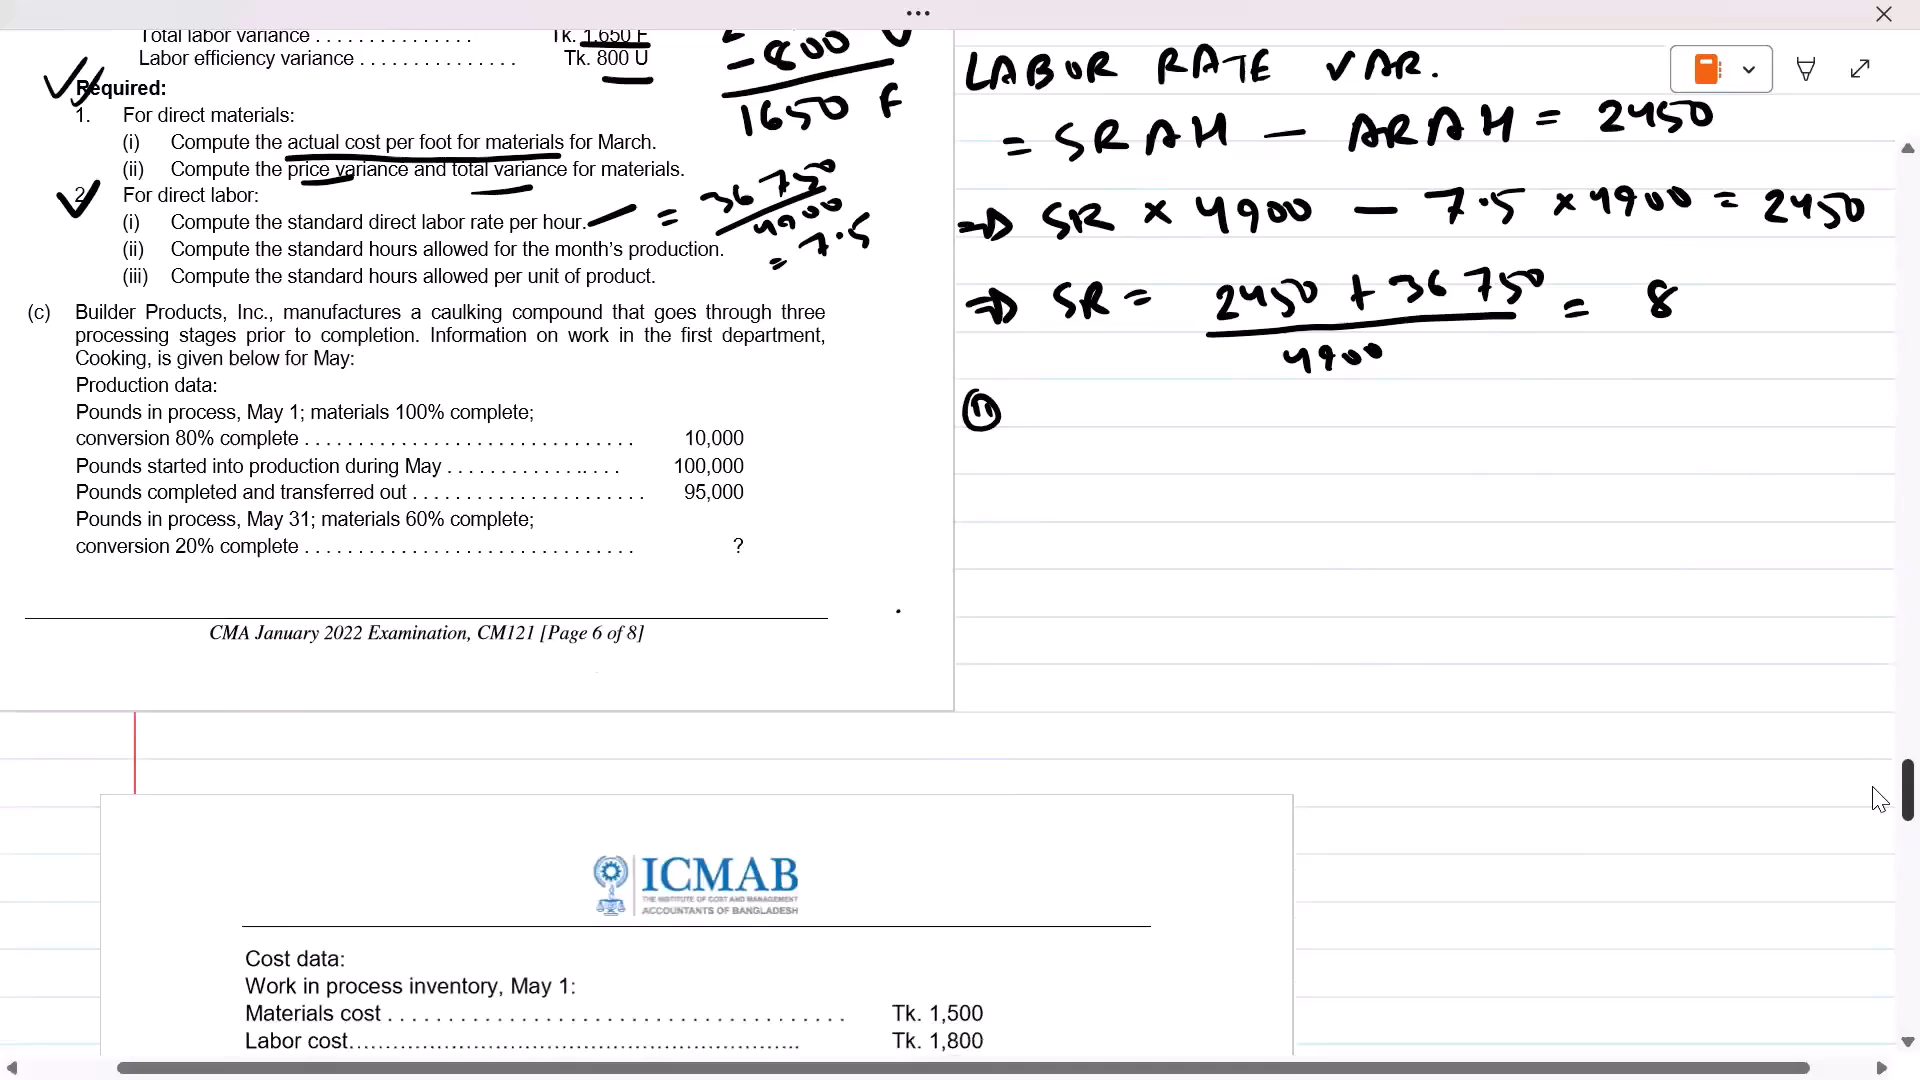 Total labor variance . . . . . . . . . . . . . . . Tk. 1,650 F
Labor efficiency variance . . . . . . . . . . . . . . . Tk. 800 U
- 800 U
1650 F
Required:
1. For direct materials:
(i) Compute the actual cost per foot for materials for March.
(ii) Compute the price variance and total variance for materials.
2. For direct labor:
(i) Compute the standard direct labor rate per hour.
= 36750
4900
= 7.5
(ii) Compute the standard hours allowed for the month's production.
(iii) Compute the standard hours allowed per unit of product.
(c) Builder Products, Inc., manufactures a caulking compound that goes through three
processing stages prior to completion. Information on work in the first department,
Cooking, is given below for May:
Production data:
Pounds in process, May 1; materials 100% complete;
conversion 80% complete . . . . . . . . . . . . . . . . . . . . . . . . . . . . . . 10,000
Pounds started into production during May . . . . . . . . . . . . . .. . . . . 100,000
Pounds completed and transferred out . . . . . . . . . . . . . . . . . . . . . 95,000
Pounds in process, May 31; materials 60% complete;
conversion 20% complete . . . . . . . . . . . . . . . . . . . . . . . . . . . . . . ?
CMA January 2022 Examination, CM121 [Page 6 of 8]
LABOR RATE VAR.
= SRAH - ARAH = 2450
⇒ SR × 4900 - 7.5 × 4900 = 2450
⇒ SR = 2450 + 36750 = 8
4900
ICMAB
THE INSTITUTE OF COST AND MANAGEMENT
ACCOUNTANTS OF BANGLADESH
Cost data:
Work in process inventory, May 1:
Materials cost . . . . . . . . . . . . . . . . . . . . . . . . . . . . . . . . . . . . . . . Tk. 1,500
Labor cost……………………………………………………….. Tk. 1,800